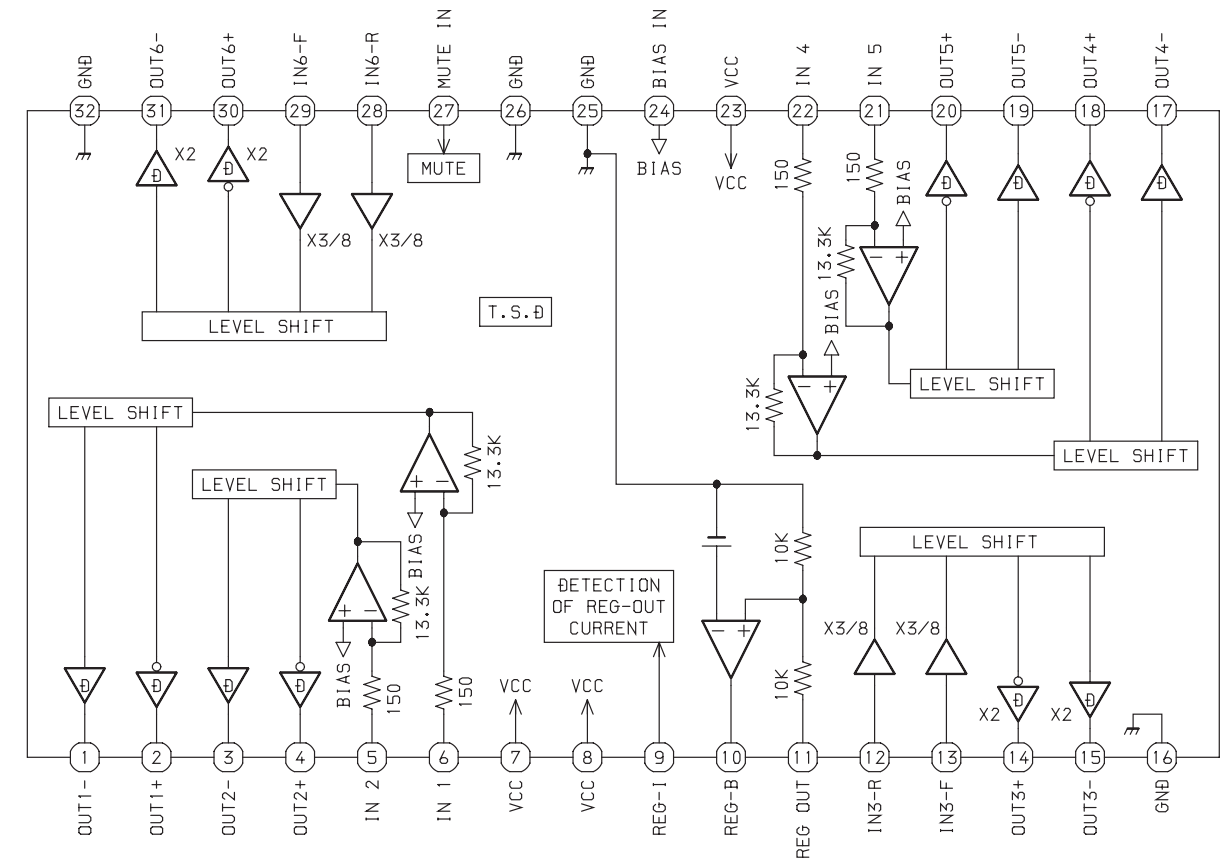 GND
OUT6-
OUT6+
IN6-F
IN6-R
MUTE IN
GND
GND
BIAS IN
VCC
IN 4
IN 5
OUT5+
OUT5-
OUT4+
OUT4-
32
31
30
29
28
27
26
25
24
23
22
21
20
19
18
17
X2
X2
D
D
MUTE
BIAS
VCC
150
150
BIAS
D
D
D
D
X3/8
X3/8
13.3K
- +
LEVEL SHIFT
T.S.D
BIAS
13.3K
- +
LEVEL SHIFT
LEVEL SHIFT
LEVEL SHIFT
+ -
13.3K
LEVEL SHIFT
BIAS
10K
LEVEL SHIFT
DETECTION
OF REG-OUT
CURRENT
+ -
13.3K
- +
X3/8
X3/8
D
D
D
D
BIAS
150
150
VCC
VCC
10K
X2
D
X2
D
1
2
3
4
5
6
7
8
9
10
11
12
13
14
15
16
OUT1-
OUT1+
OUT2-
OUT2+
IN 2
IN 1
VCC
VCC
REG-I
REG-B
REG OUT
IN3-R
IN3-F
OUT3+
OUT3-
GND